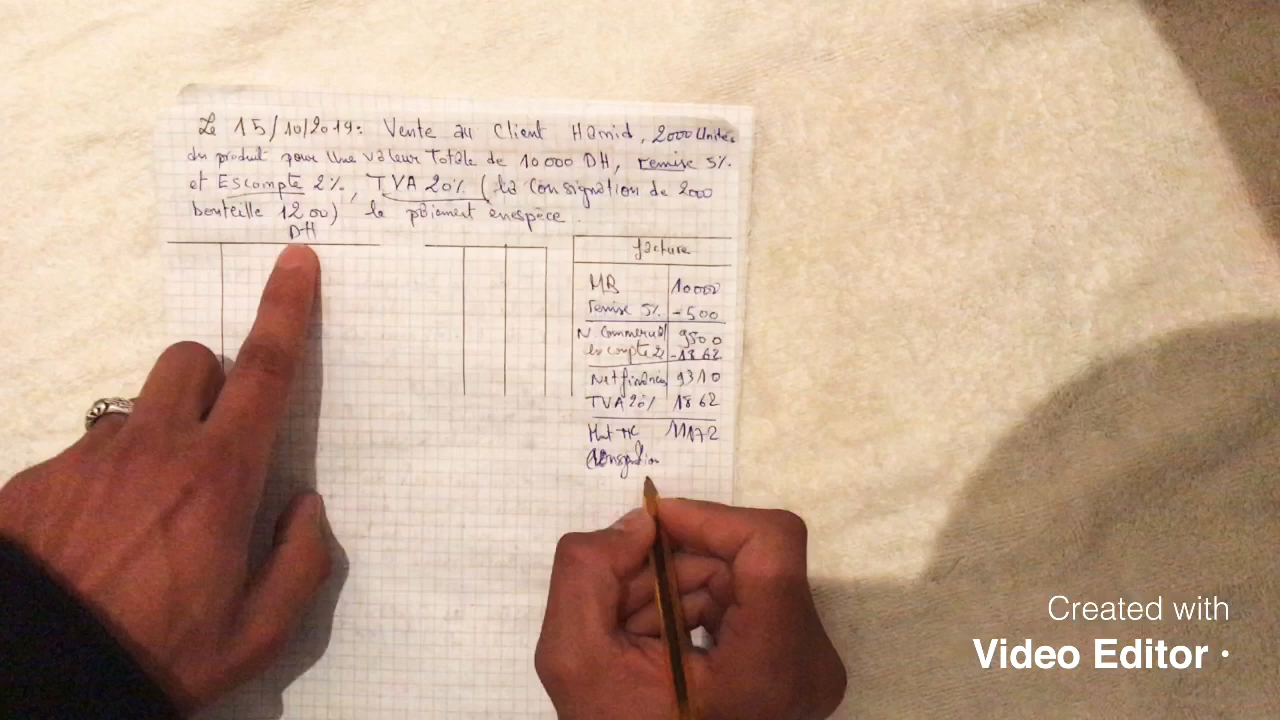 Le 15/10/2019: Vente au Client Hamid, 2000 Unités
du produit pour Une valeur Totale de 10 000 DH, remise 5%
et Escompte 2%, TVA 20% (la Consignation de 2000
bouteille 1200) le paiement en espèce.
DH
facture
MB 10000
remise 5% -500
N. Commercial 9500
Escompte 2% -1862
Net financier 9310
TVA 20% 1862
Mont TTC 11172
Consignation
Created with
Video Editor